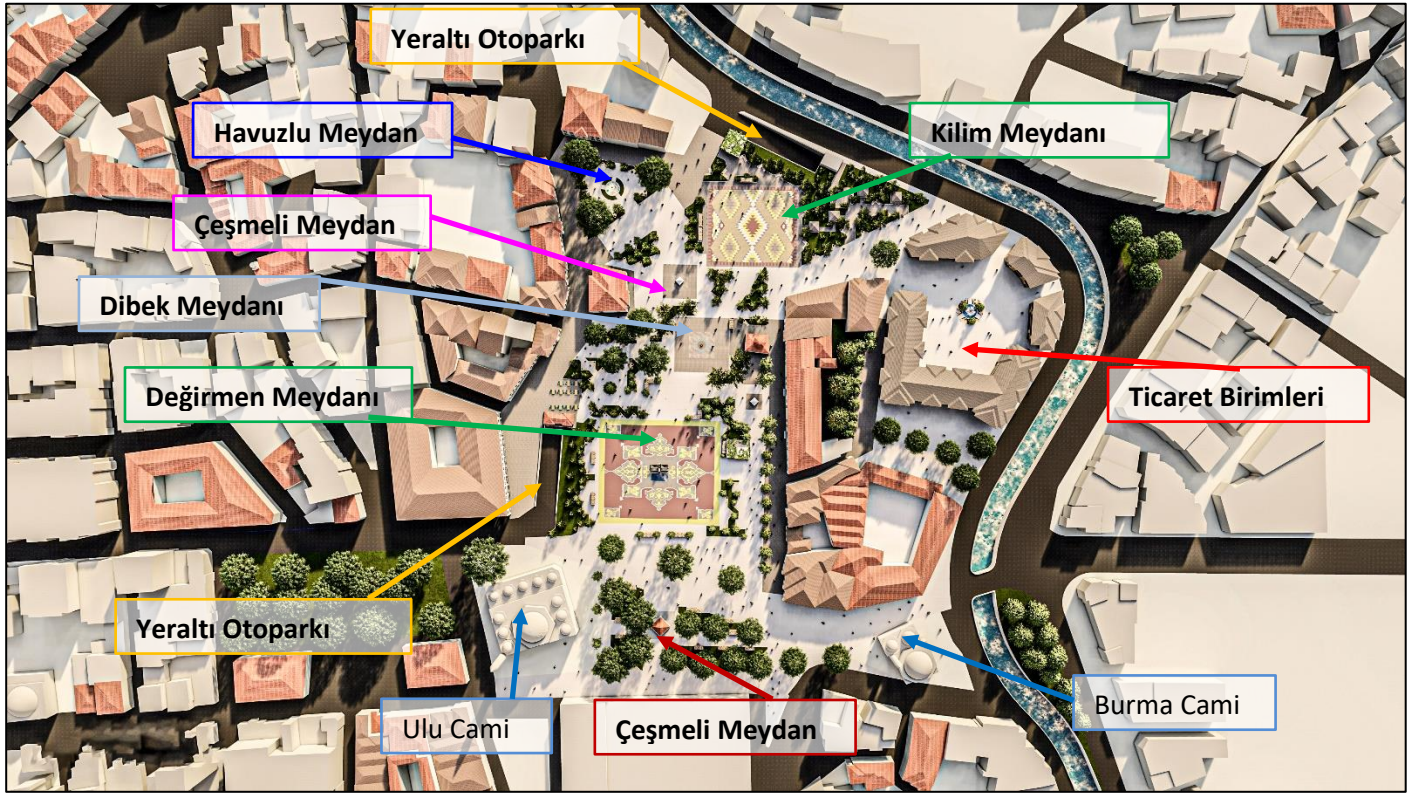 Yeraltı Otoparkı
Havuzlu Meydan
Kilim Meydanı
Çeşmeli Meydan
Dibek Meydanı
Değirmen Meydanı
Ticaret Birimleri
Yeraltı Otoparkı
Ulu Cami
Çeşmeli Meydan
Burma Cami